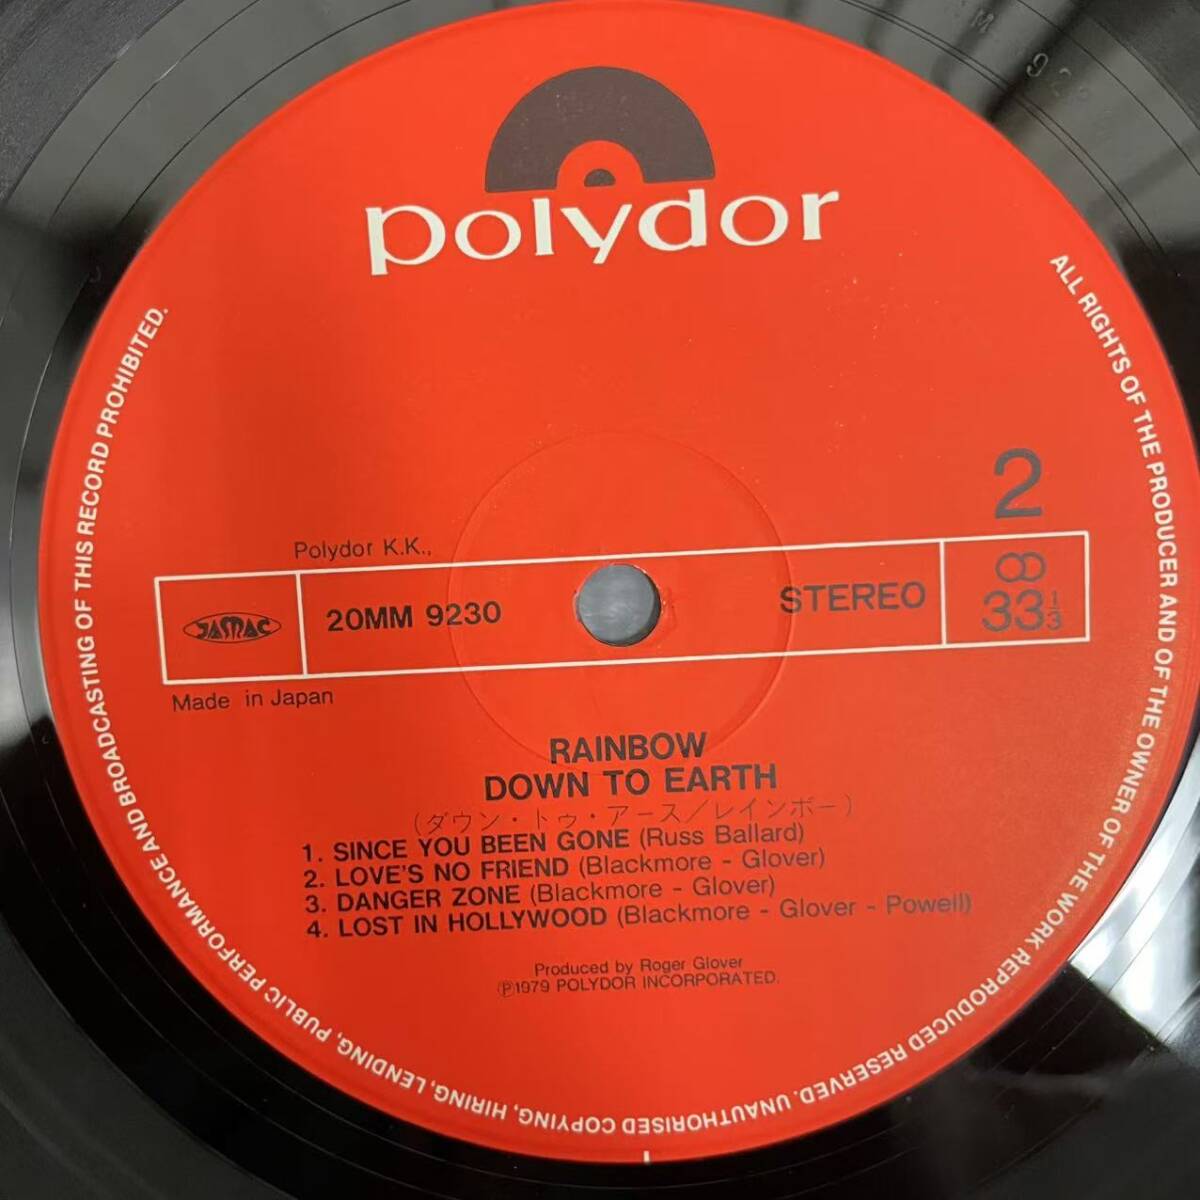 polydor
2
Polydor K.K.,
JASRAC
20MM 9230
STEREO
33 1/3
Made in Japan
RAINBOW
DOWN TO EARTH
(ダウン・トゥ・アース/レインボー)
1. SINCE YOU BEEN GONE (Russ Ballard)
2. LOVE'S NO FRIEND (Blackmore - Glover)
3. DANGER ZONE (Blackmore - Glover)
4. LOST IN HOLLYWOOD (Blackmore - Glover - Powell)
Produced by Roger Glover
Ⓟ1979 POLYDOR INCORPORATED.
ALL RIGHTS OF THE PRODUCER AND OF THE OWNER OF THE WORK REPRODUCED RESERVED. UNAUTHORISED COPYING, HIRING, LENDING, PUBLIC PERFORMANCE AND BROADCASTING OF THIS RECORD PROHIBITED.